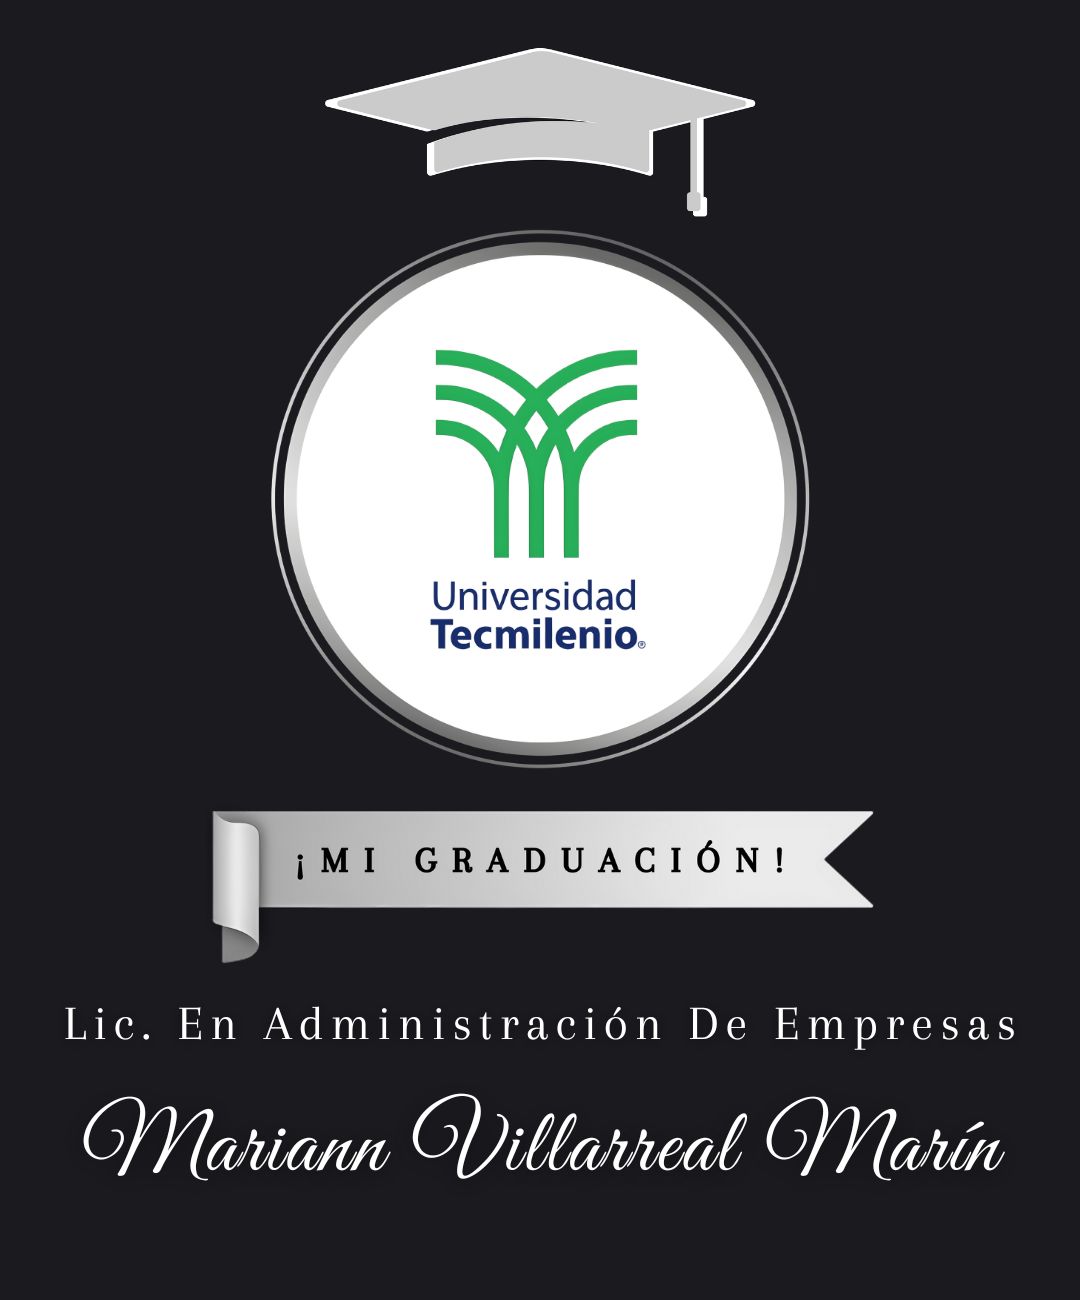 Universidad
Tecmilenio®
¡MI GRADUACIÓN!
Lic. En Administración De Empresas
Mariann Villarreal Marín